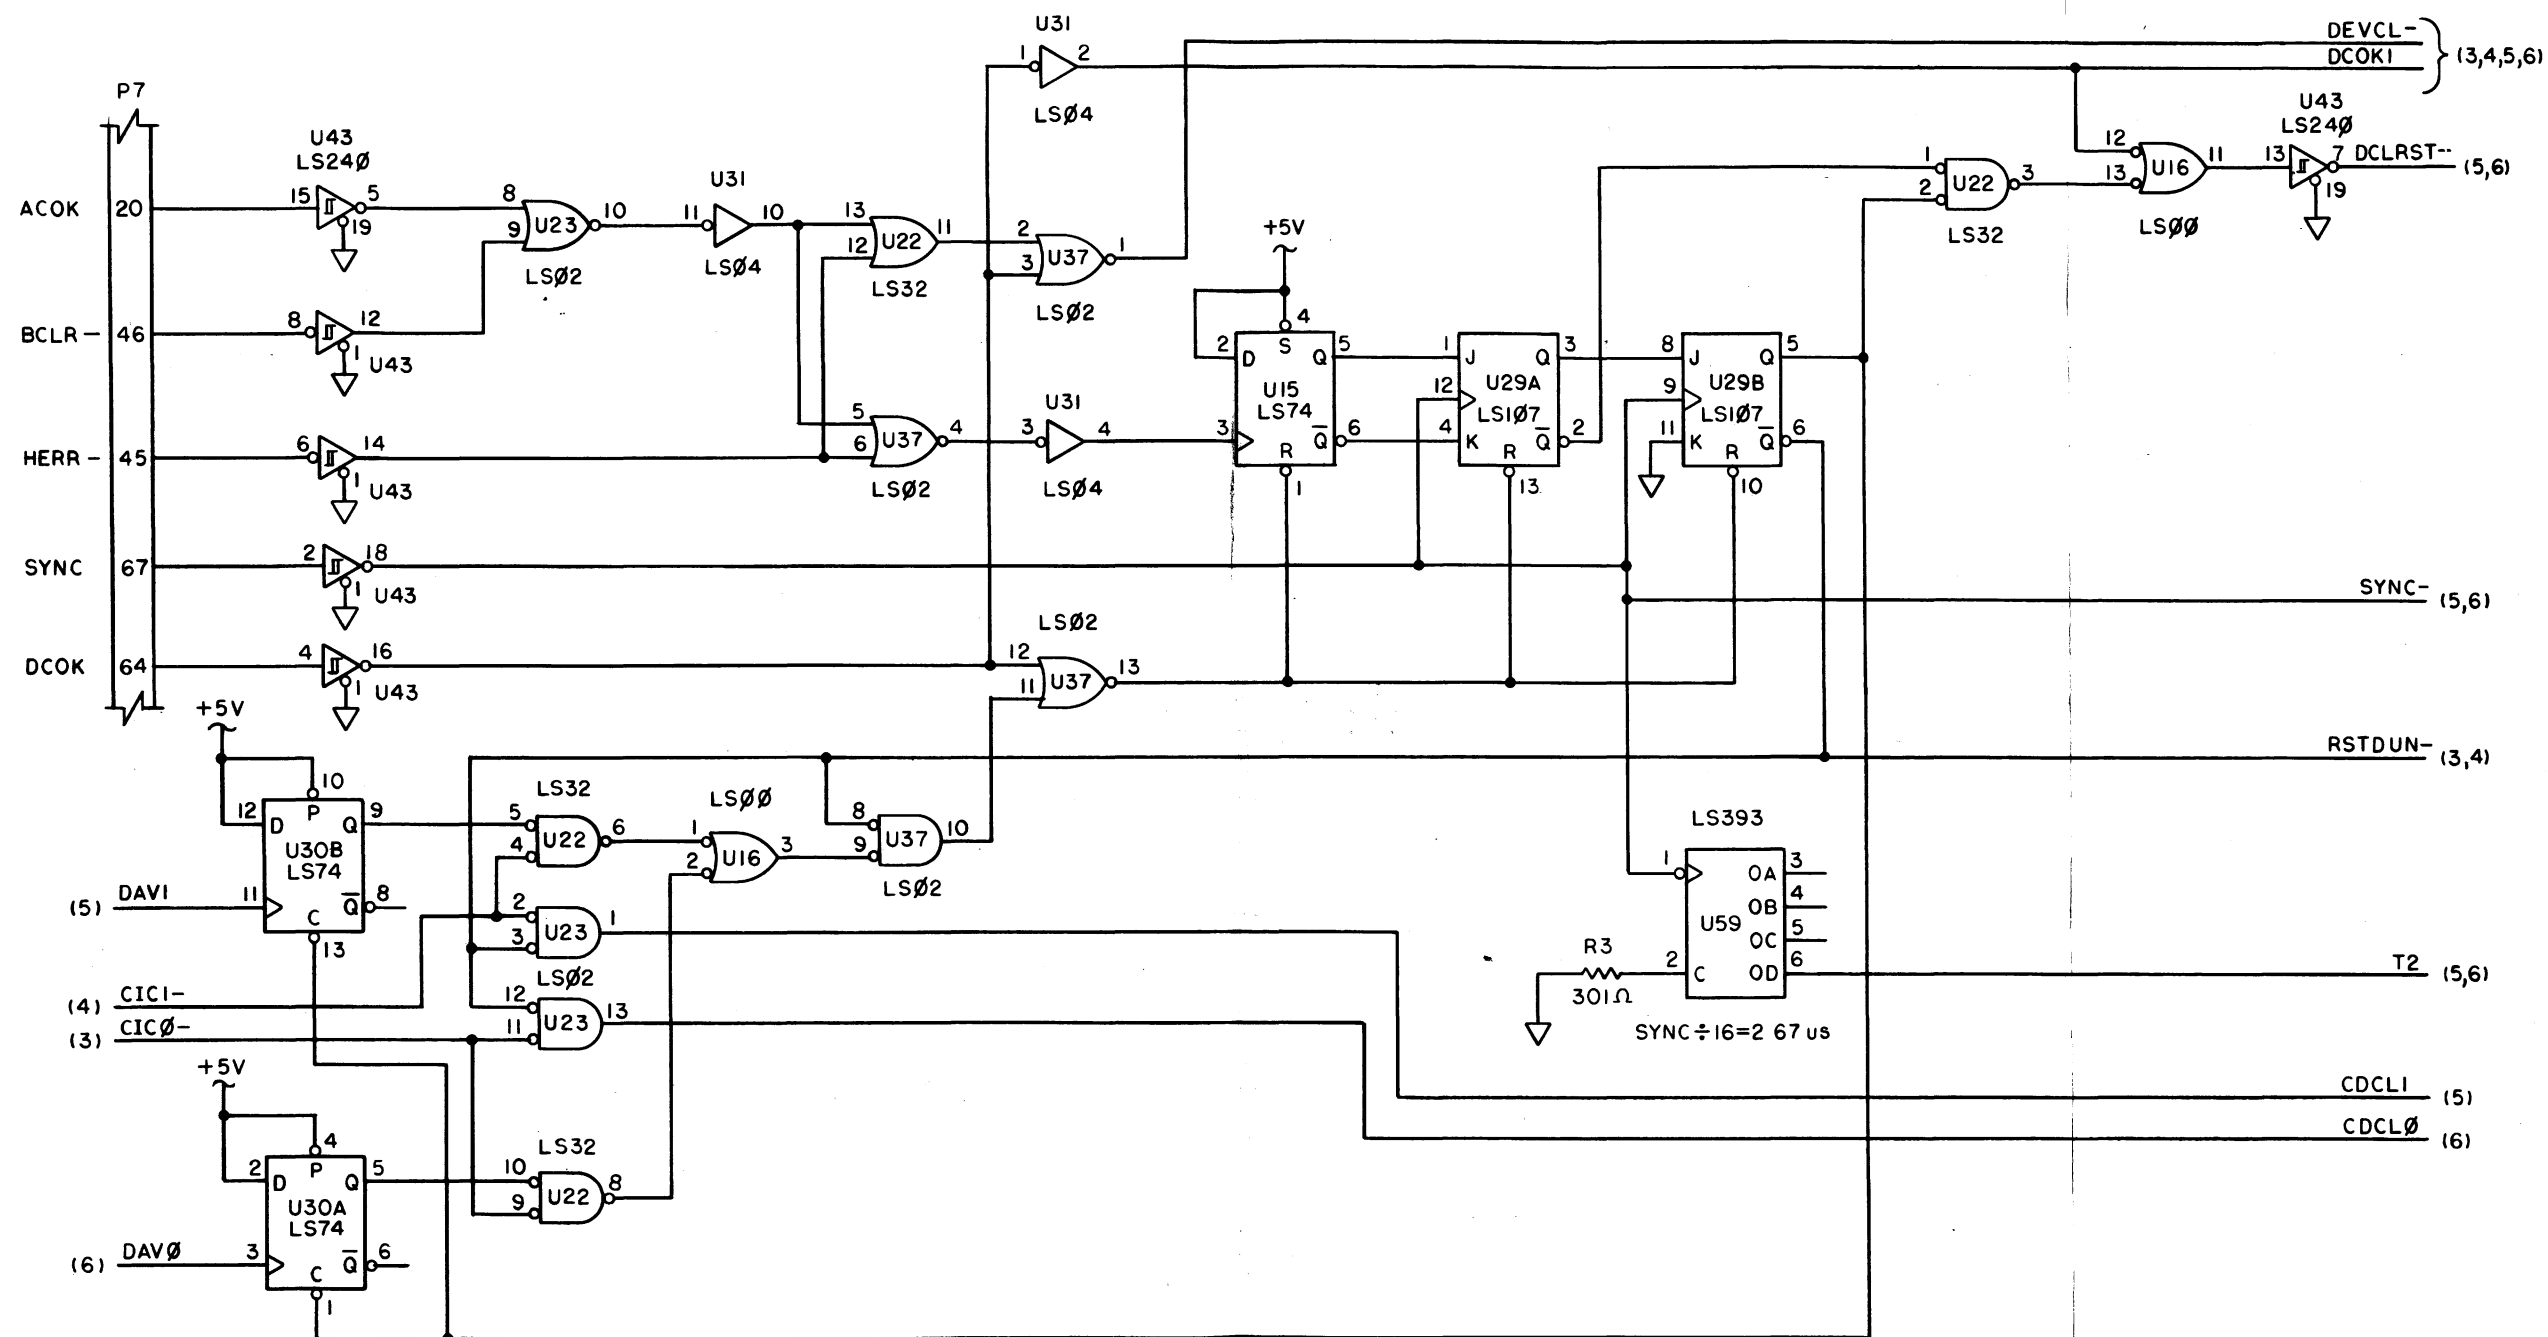 U31
1 2
LSØ4
DEVCL-
DCOK1
(3,4,5,6)
P7
U43
LS24Ø
ACOK 20 15 5
19
8
9
U23 10
LSØ2
U31
11 10
LSØ4
13
12
U22 11
LS32
2
3
U37 1
LSØ2
1
2
U22 3
LS32
12
13
U16 11
LSØØ
U43
LS24Ø
13 7
19
DCLRST-- (5,6)
BCLR- 46 8 12
1 U43
HERR- 45 6 14
1 U43
5
6
U37 4
LSØ2
U31
3 4
LSØ4
+5V
4
2 D S Q 5
U15
LS74
3 Q 6
R
1
1 J Q 3
12 U29A
LS1Ø7
4 K Q 2
R
13
8 J Q 5
9 U29B
LS1Ø7
11 K Q 6
R
10
SYNC 67 2 18
1 U43
SYNC- (5,6)
DCOK 64 4 16
1 U43
LSØ2
12
11
U37 13
RSTDUN- (3,4)
+5V
10
12 D P Q 9
U30B
LS74
(5) DAV1 11 C Q 8
13
LS32
5
4
U22 6
LSØØ
1
2
U16 3
8
9
U37 10
LSØ2
2
3
U23 1
LSØ2
12
11
U23 13
(4) CIC1-
(3) CICØ-
LS393
1 OA 3
OB 4
U59
OC 5
2 C OD 6
R3
301Ω
SYNC÷16=2 67 us
T2 (5,6)
CDCL1 (5)
CDCLØ (6)
+5V
4
2 D P Q 5
U30A
LS74
(6) DAVØ 3 C Q 6
1
LS32
10
9
U22 8